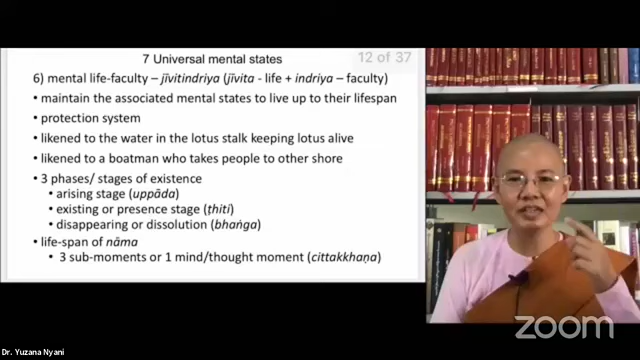 7 Universal mental states
12 of 37
6) mental life-faculty – jīvitindriya (jīvita - life + indriya – faculty)
• maintain the associated mental states to live up to their lifespan
• protection system
• likened to the water in the lotus stalk keeping lotus alive
• likened to a boatman who takes people to other shore
• 3 phases/ stages of existence
• arising stage (uppāda)
• existing or presence stage (ṭhiti)
• disappearing or dissolution (bhaṅga)
• life-span of nāma
• 3 sub-moments or 1 mind/thought moment (cittakkhaṇa)
zoom
Dr. Yuzana Nyani